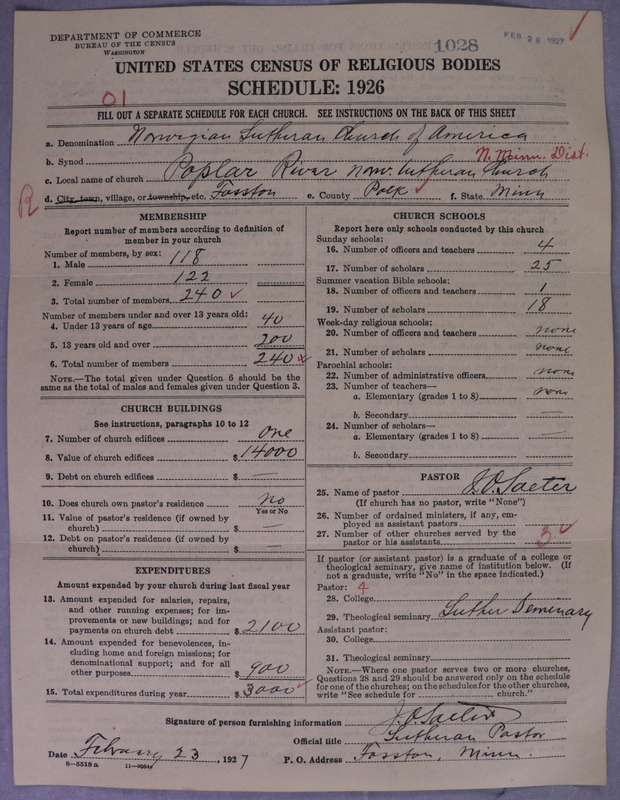 DEPARTMENT OF COMMERCE
BUREAU OF THE CENSUS
WASHINGTON
1028
FEB 28 1927
UNITED STATES CENSUS OF RELIGIOUS BODIES
SCHEDULE: 1926
01
FILL OUT A SEPARATE SCHEDULE FOR EACH CHURCH. SEE INSTRUCTIONS ON THE BACK OF THIS SHEET
a. Denomination Norwegian Lutheran Church of America
b. Synod N. Minn. Dist.
c. Local name of church Poplar River Norw. Lutheran Church
R
d. City, town, village, or township, etc. Fosston e. County Polk f. State Minn
MEMBERSHIP
Report number of members according to definition of
member in your church
Number of members, by sex:
1. Male 118
2. Female 122
3. Total number of members 240
Number of members under and over 13 years old:
4. Under 13 years of age 40
5. 13 years old and over 200
6. Total number of members 240
NOTE.—The total given under Question 6 should be the
same as the total of males and females given under Question 3.
CHURCH BUILDINGS
See instructions, paragraphs 10 to 12
7. Number of church edifices one
8. Value of church edifices $14000
9. Debt on church edifices $ —
10. Does church own pastor's residence No
Yes or No
11. Value of pastor's residence (if owned by
church) $ —
12. Debt on pastor's residence (if owned by
church) $ —
EXPENDITURES
Amount expended by your church during last fiscal year
13. Amount expended for salaries, repairs,
and other running expenses; for im-
provements or new buildings; and for
payments on church debt $2100
14. Amount expended for benevolences, in-
cluding home and foreign missions; for
denominational support; and for all
other purposes $900
15. Total expenditures during year $3000
CHURCH SCHOOLS
Report here only schools conducted by this church
Sunday schools:
16. Number of officers and teachers 4
17. Number of scholars 25
Summer vacation Bible schools:
18. Number of officers and teachers 1
19. Number of scholars 18
Week-day religious schools:
20. Number of officers and teachers none
21. Number of scholars none
Parochial schools:
22. Number of administrative officers none
23. Number of teachers—
a. Elementary (grades 1 to 8) none
b. Secondary —
24. Number of scholars—
a. Elementary (grades 1 to 8) —
b. Secondary
PASTOR
25. Name of pastor J.O. Saeter
(If church has no pastor, write "None")
26. Number of ordained ministers, if any, em-
ployed as assistant pastors —
27. Number of other churches served by the
pastor or his assistants 3
If pastor (or assistant pastor) is a graduate of a college or
theological seminary, give name of institution below. (If
not a graduate, write "No" in the space indicated.)
Pastor: 4
28. College
29. Theological seminary Luther Seminary
Assistant pastor:
30. College
31. Theological seminary
NOTE.—Where one pastor serves two or more churches,
Questions 28 and 29 should be answered only on the schedule
for one of the churches; on the schedules for the other churches,
write "See schedule for church."
Signature of person furnishing information J.O. Saeter
Official title Lutheran Pastor
Date February 23, 1927 P. O. Address Fosston, Minn.
8—5518a